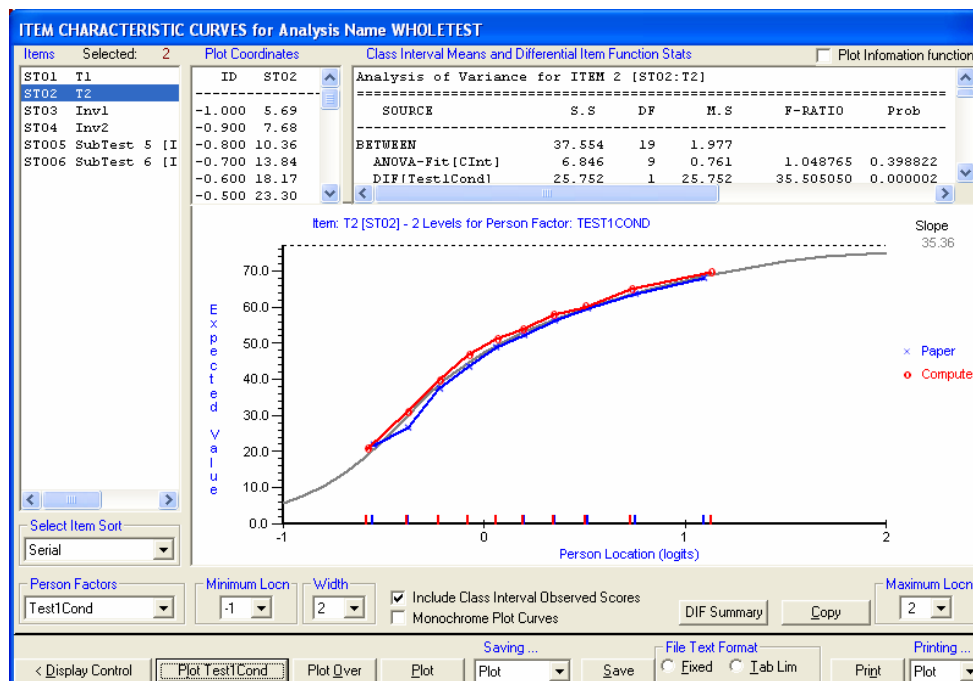 ITEM CHARACTERISTIC CURVES for Analysis Name WHOLETEST
Items Selected: 2 Plot Coordinates Class Interval Means and Differential Item Function Stats Plot Infomation function
ST01 T1
ST02 T2
ST03 Inv1
ST04 Inv2
ST005 SubTest 5 [I
ST006 SubTest 6 [I
ID ST02
-1.000 5.69
-0.900 7.68
-0.800 10.36
-0.700 13.84
-0.600 18.17
-0.500 23.30
Analysis of Variance for ITEM 2 [ST02:T2]
SOURCE S.S DF M.S F-RATIO Prob
BETWEEN 37.554 19 1.977
ANOVA-Fit[CInt] 6.846 9 0.761 1.048765 0.398822
DIF[Test1Cond] 25.752 1 25.752 35.505050 0.000002
Item: T2 [ST02] - 2 Levels for Person Factor: TEST1COND
Slope
35.36
70.0
60.0
50.0
40.0
30.0
20.0
10.0
0.0
Expected Value
Paper
Compute
-1 0 1 2
Person Location (logits)
Select Item Sort
Serial
Person Factors
Test1Cond
Minimum Locn
-1
Width
2
Include Class Interval Observed Scores
Monochrome Plot Curves
DIF Summary
Copy
Maximum Locn
2
< Display Control
Plot Test1Cond
Plot Over
Plot
Saving ...
Plot
Save
File Text Format
Fixed
Tab Lim
Print
Printing ...
Plot